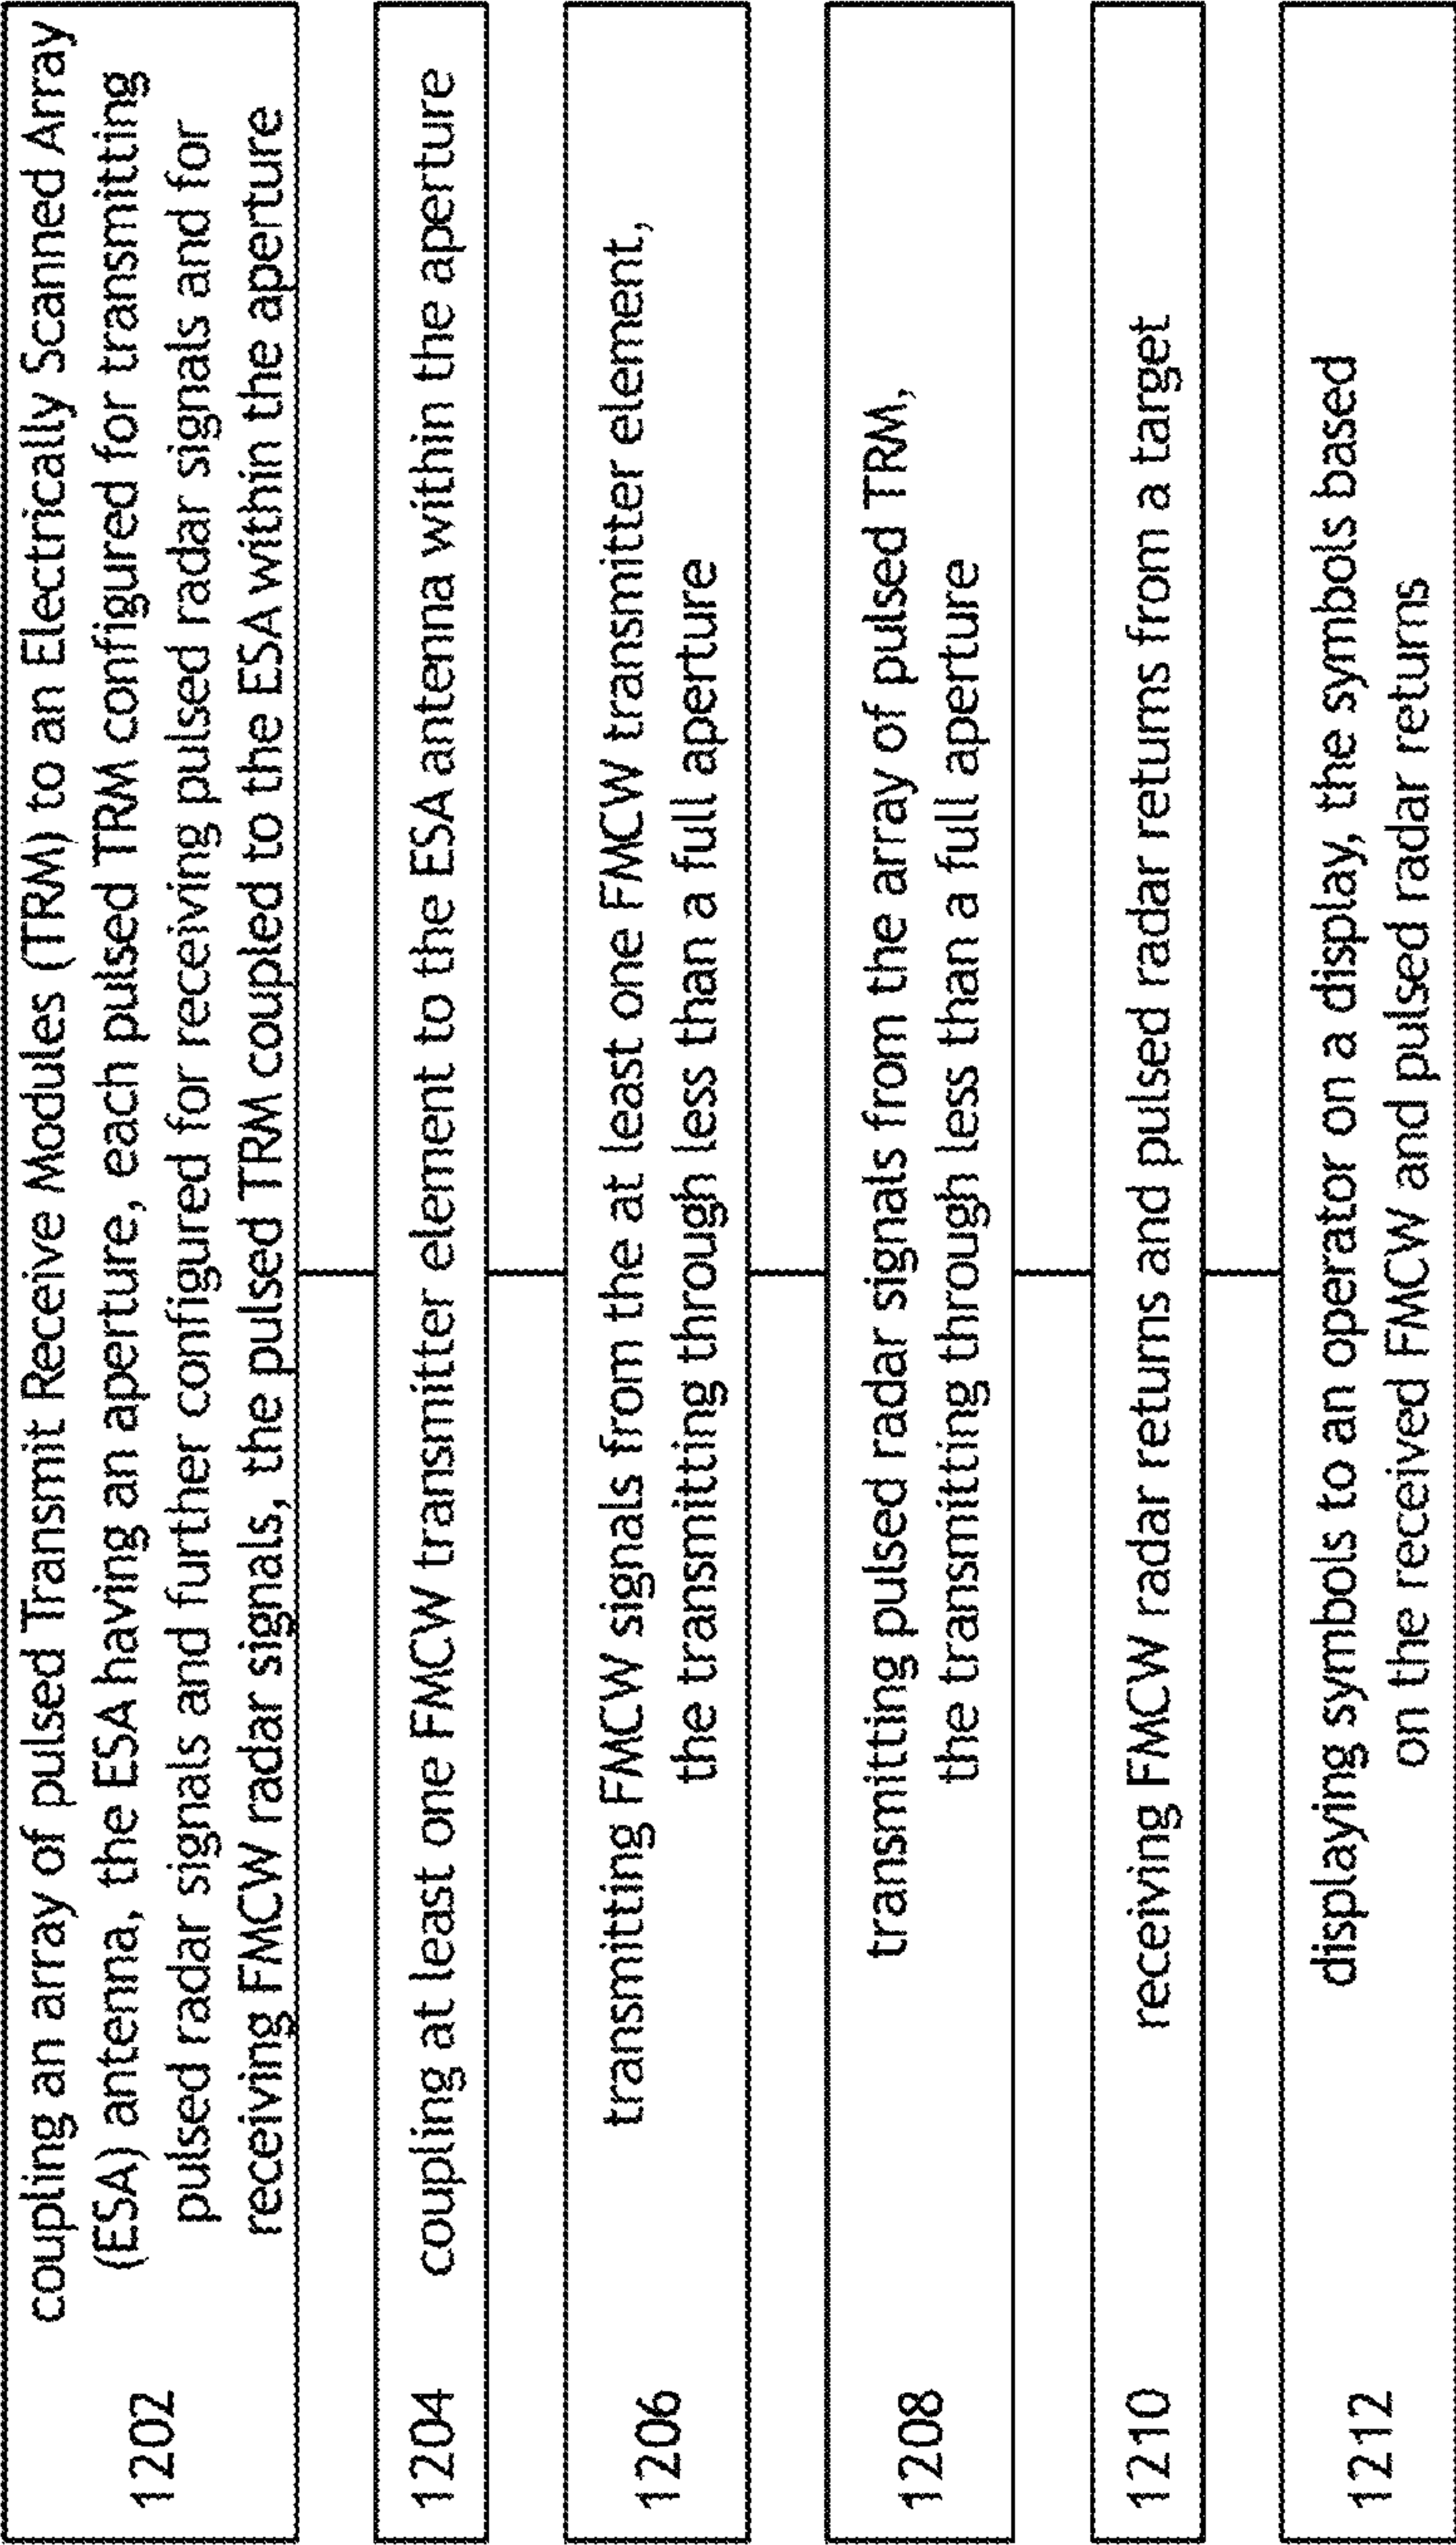 1202
coupling an array of pulsed Transmit Receive Modules (TRM) to an Electrically Scanned Array
(ESA) antenna, the ESA having an aperture, each pulsed TRM configured for transmitting
pulsed radar signals and further configured for receiving pulsed radar signals and for
receiving FMCW radar signals, the pulsed TRM coupled to the ESA within the aperture
1204
coupling at least one FMCW transmitter element to the ESA antenna within the aperture
1206
transmitting FMCW signals from the at least one FMCW transmitter element,
the transmitting through less than a full aperture
1208
transmitting pulsed radar signals from the array of pulsed TRM,
the transmitting through less than a full aperture
1210
receiving FMCW radar returns and pulsed radar returns from a target
1212
displaying symbols to an operator on a display, the symbols based
on the received FMCW and pulsed radar returns